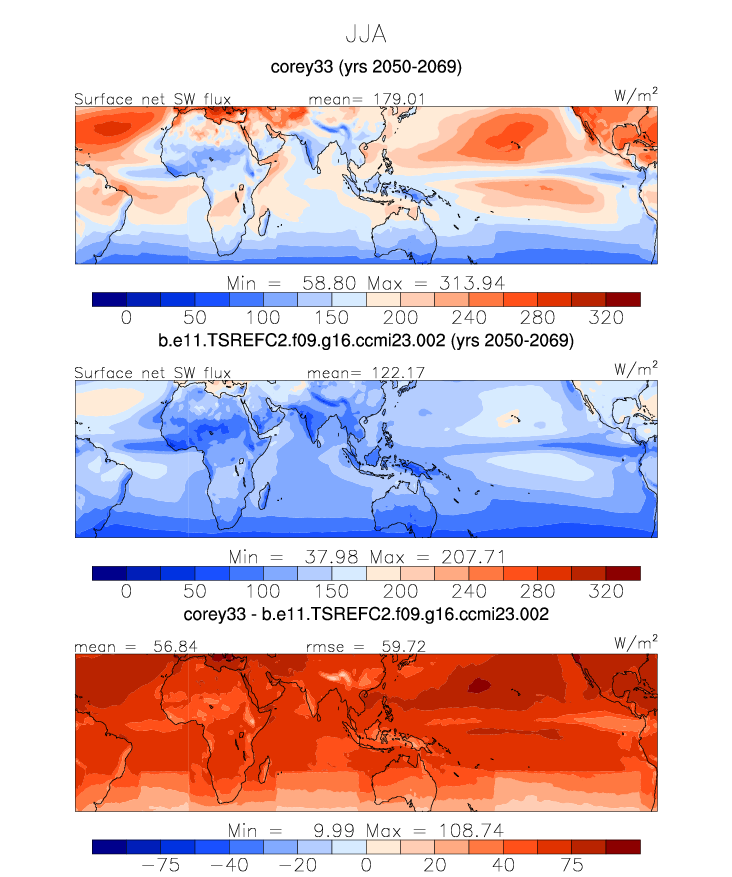 JJA
corey33 (yrs 2050-2069)
Surface net SW flux mean= 179.01 W/m²
Min = 58.80 Max = 313.94
0 50 100 150 200 240 280 320
b.e11.TSREFC2.f09.g16.ccmi23.002 (yrs 2050-2069)
Surface net SW flux mean= 122.17 W/m²
Min = 37.98 Max = 207.71
0 50 100 150 200 240 280 320
corey33 - b.e11.TSREFC2.f09.g16.ccmi23.002
mean = 56.84 rmse = 59.72 W/m²
Min = 9.99 Max = 108.74
−75 −40 −20 0 20 40 75